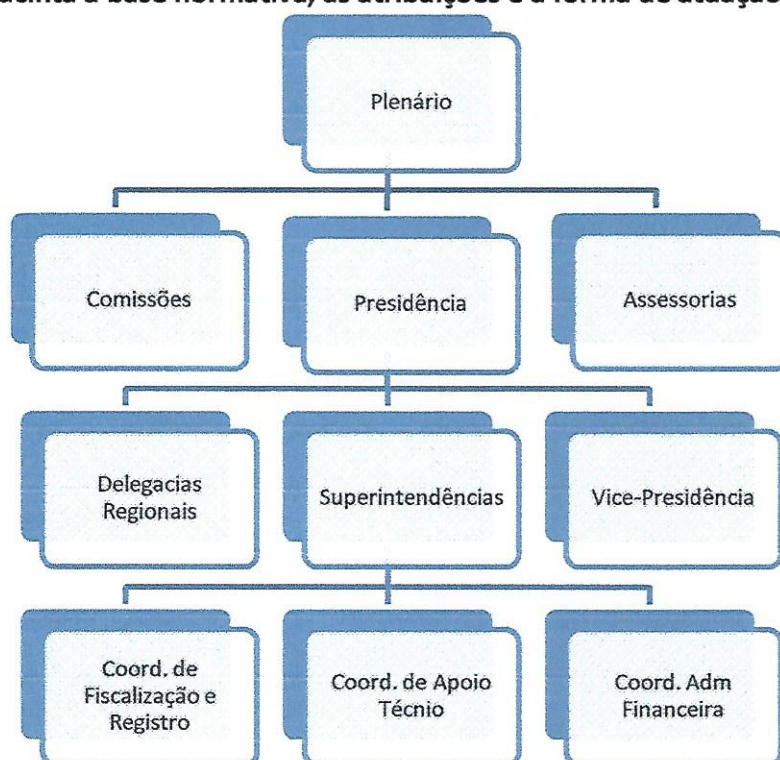 a base normativa, as atribuições e a forma de atuação
Plenário
Comissões
Presidência
Assessorias
Delegacias
Regionais
Superintendências
Vice-Presidência
Coord. de
Fiscalização e
Registro
Coord. de Apoio
Técnio
Coord. Adm
Financeira